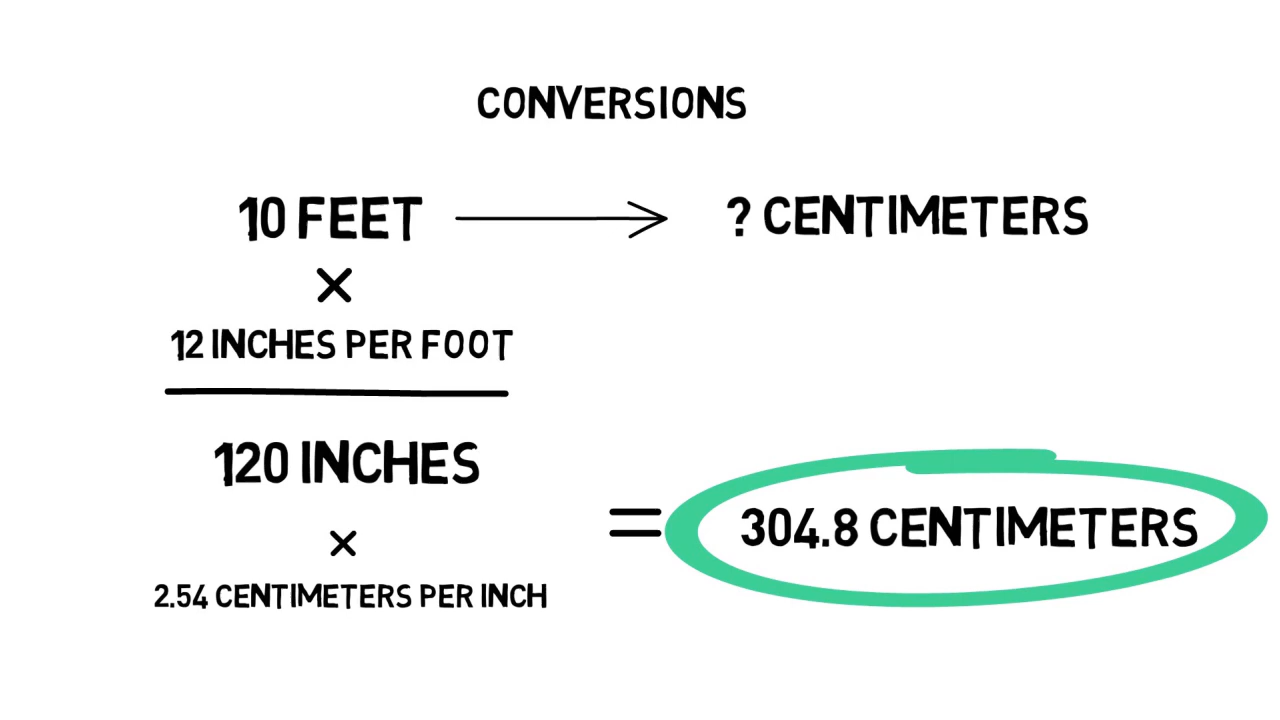 CONVERSIONS
10 FEET → ? CENTIMETERS
×
12 INCHES PER FOOT
120 INCHES
×
2.54 CENTIMETERS PER INCH
= 304.8 CENTIMETERS